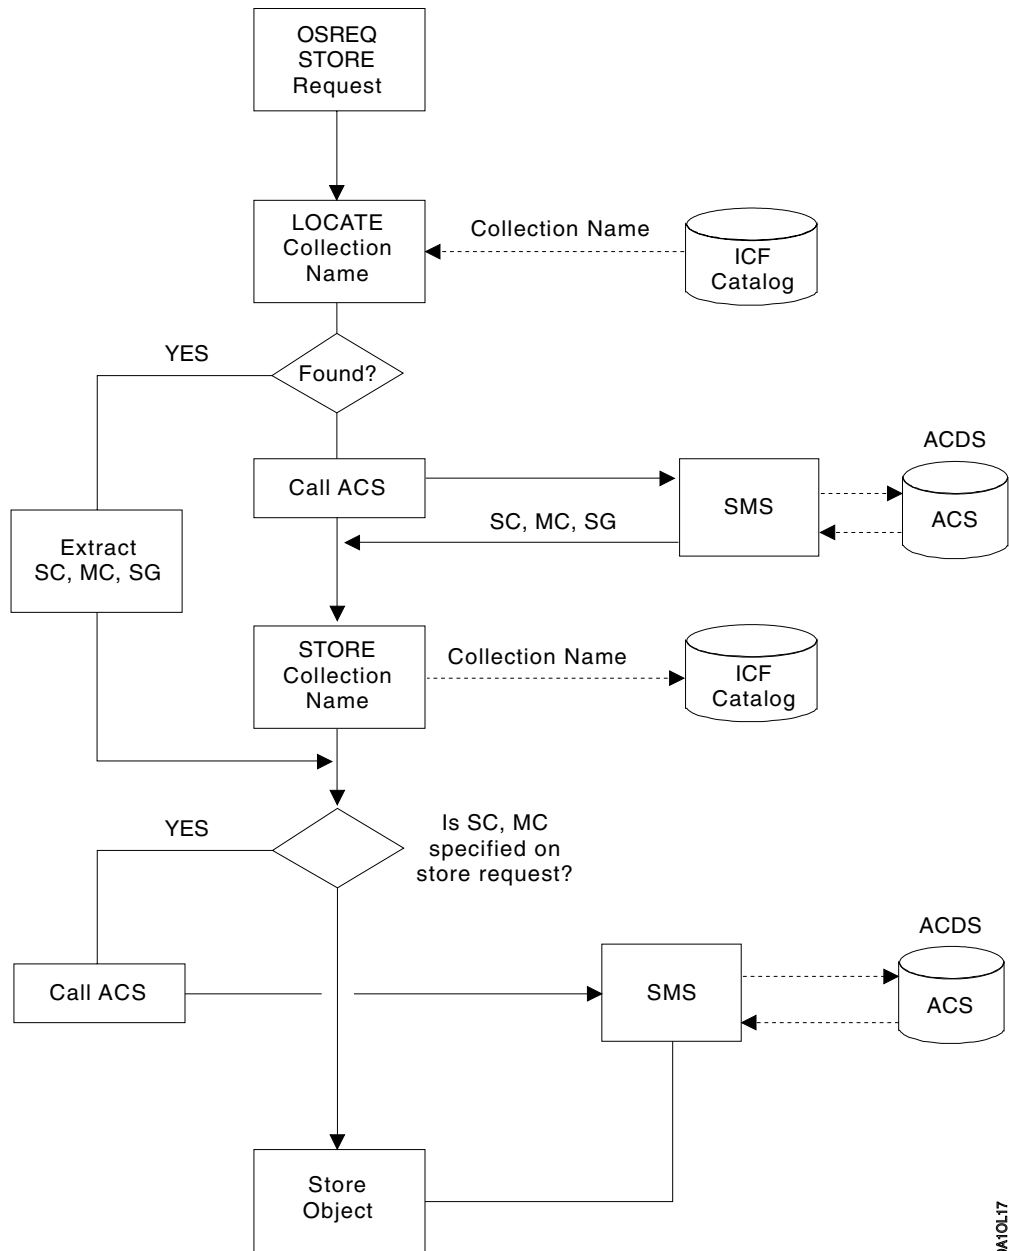 OSREQ
STORE
Request
LOCATE
Collection
Name
Collection Name
ICF
Catalog
YES
Found?
ACDS
Call ACS
SMS
ACS
SC, MC, SG
Extract
SC, MC, SG
STORE
Collection
Name
Collection Name
ICF
Catalog
YES
Is SC, MC
specified on
store request?
ACDS
Call ACS
SMS
ACS
Store
Object